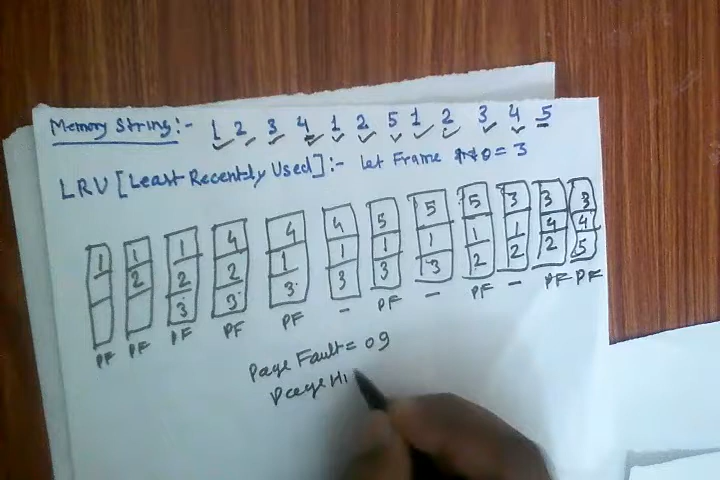 Memory String:- 1 2 3 4 1 2 5 1 2 3 4 5
LRU [Least Recently Used]:- Let Frame No = 3
1 1 1 4 4 4 5 5 5 3 3 3
2 2 2 1 1 1 1 1 1 4 4
3 3 3 3 3 3 2 2 2 5
PF PF PF PF PF - PF - PF - PF PF
Page Fault = 09
Page Hi